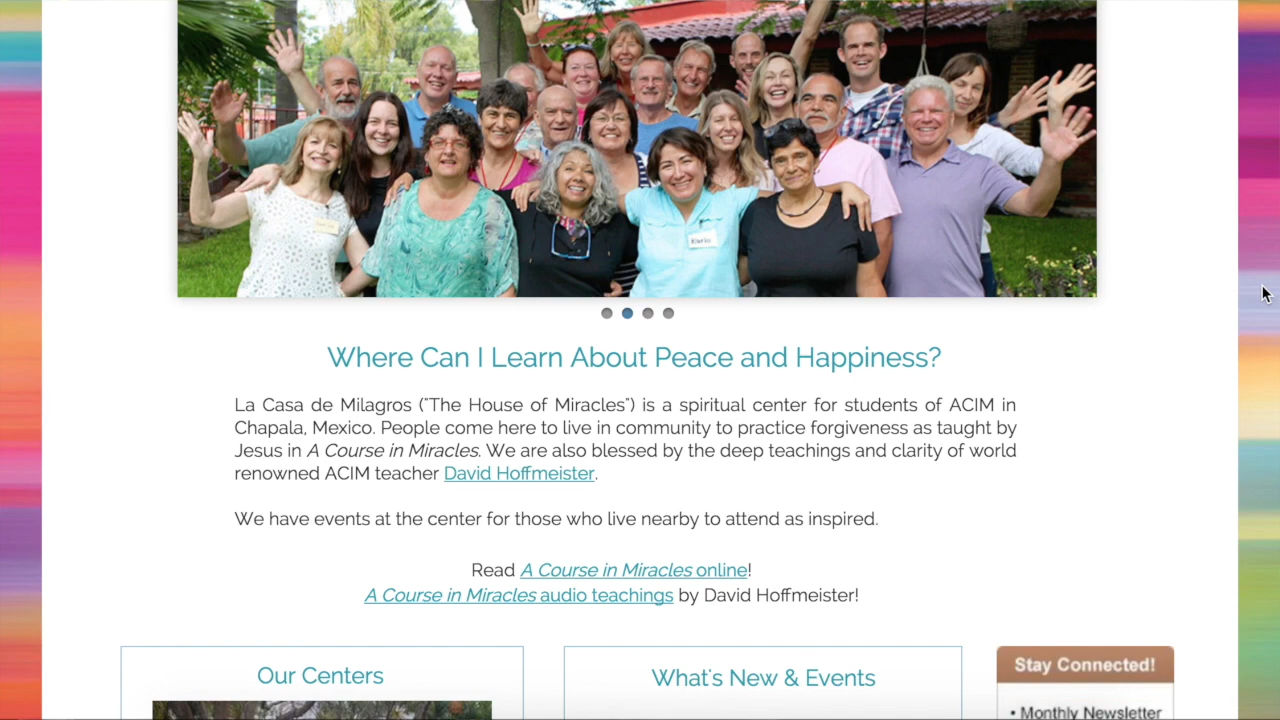 Where Can I Learn About Peace and Happiness?
La Casa de Milagros ("The House of Miracles") is a spiritual center for students of ACIM in
Chapala, Mexico. People come here to live in community to practice forgiveness as taught by
Jesus in A Course in Miracles. We are also blessed by the deep teachings and clarity of world
renowned ACIM teacher David Hoffmeister.
We have events at the center for those who live nearby to attend as inspired.
Read A Course in Miracles online!
A Course in Miracles audio teachings by David Hoffmeister!
Our Centers
What's New & Events
Stay Connected!
• Monthly Newsletter